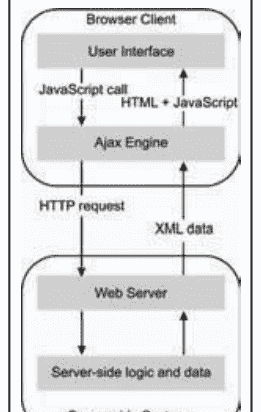 Browser Client
User Interface
JavaScript call
HTML + JavaScript
Ajax Engine
HTTP request
XML data
Web Server
Server-side logic and data